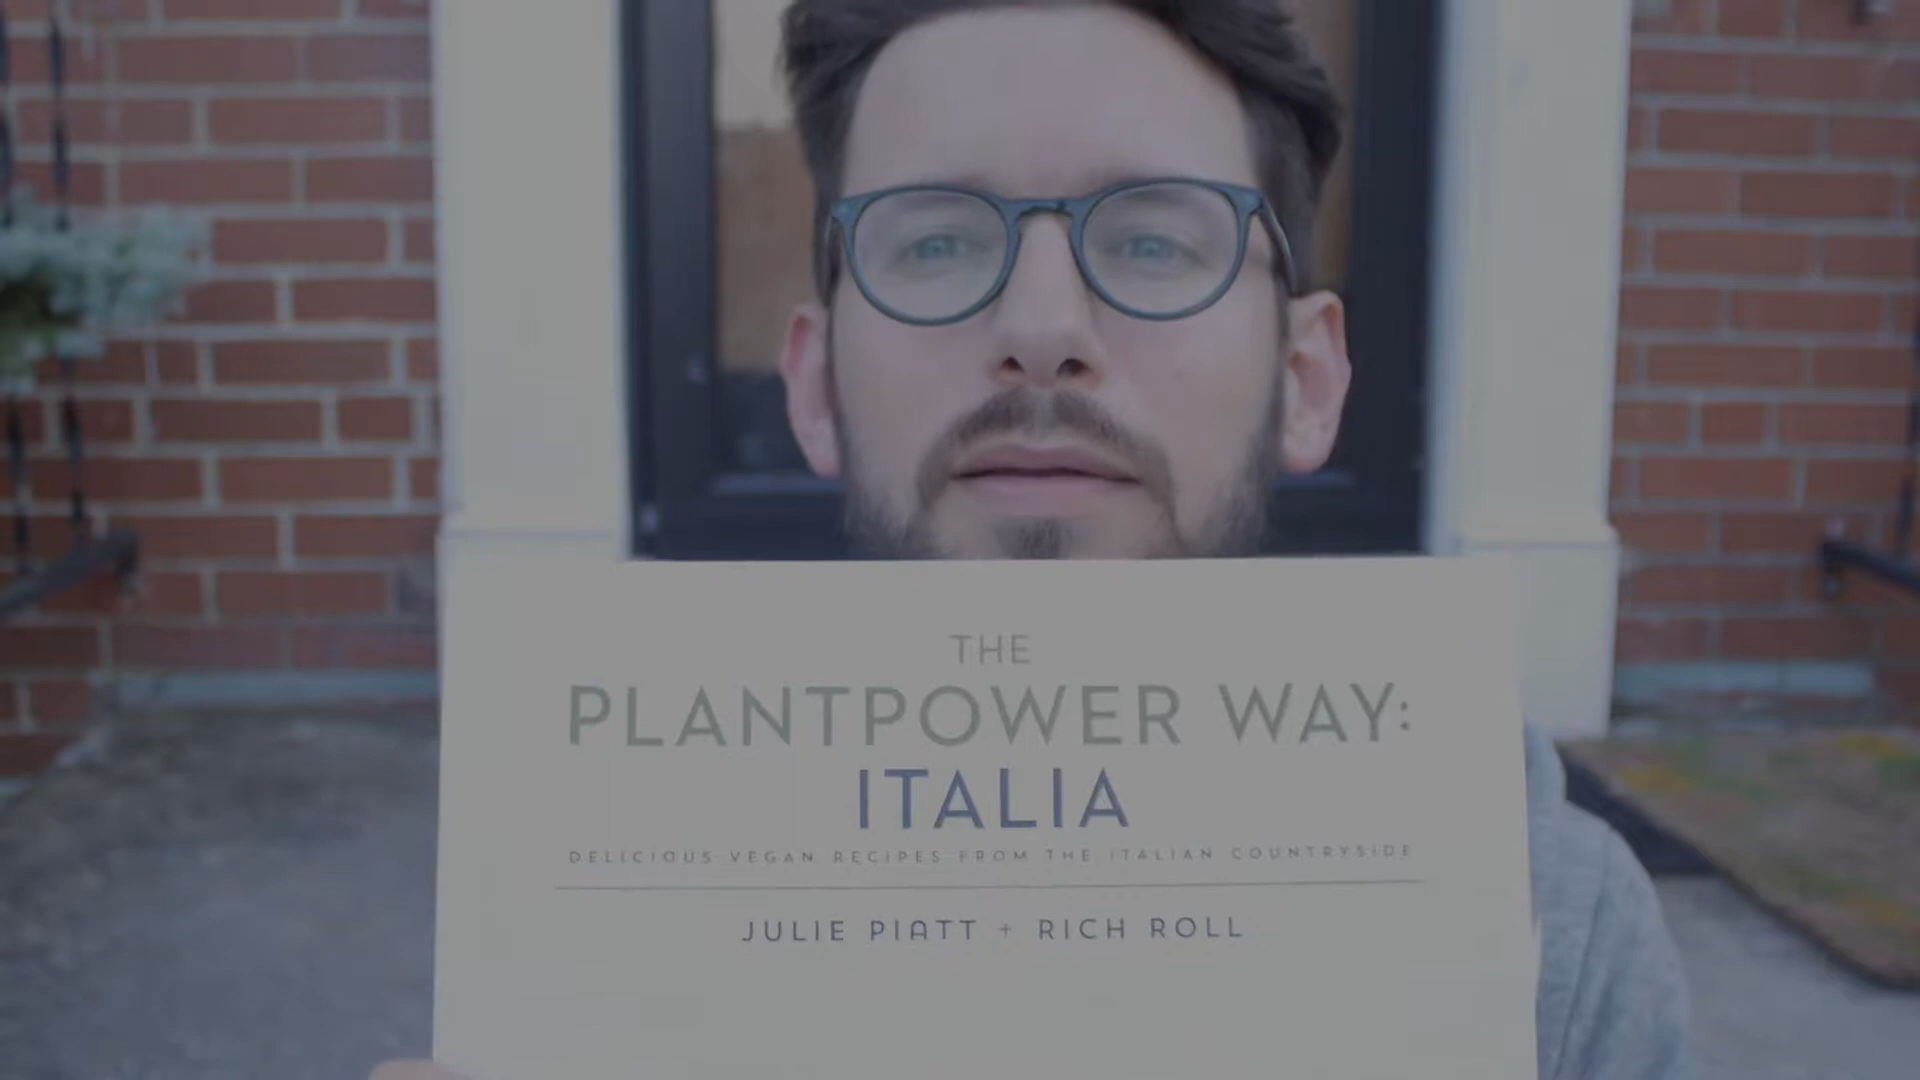 THE
PLANTPOWER WAY:
ITALIA
DELICIOUS VEGAN RECIPES FROM THE ITALIAN COUNTRYSIDE
JULIE PIATT + RICH ROLL